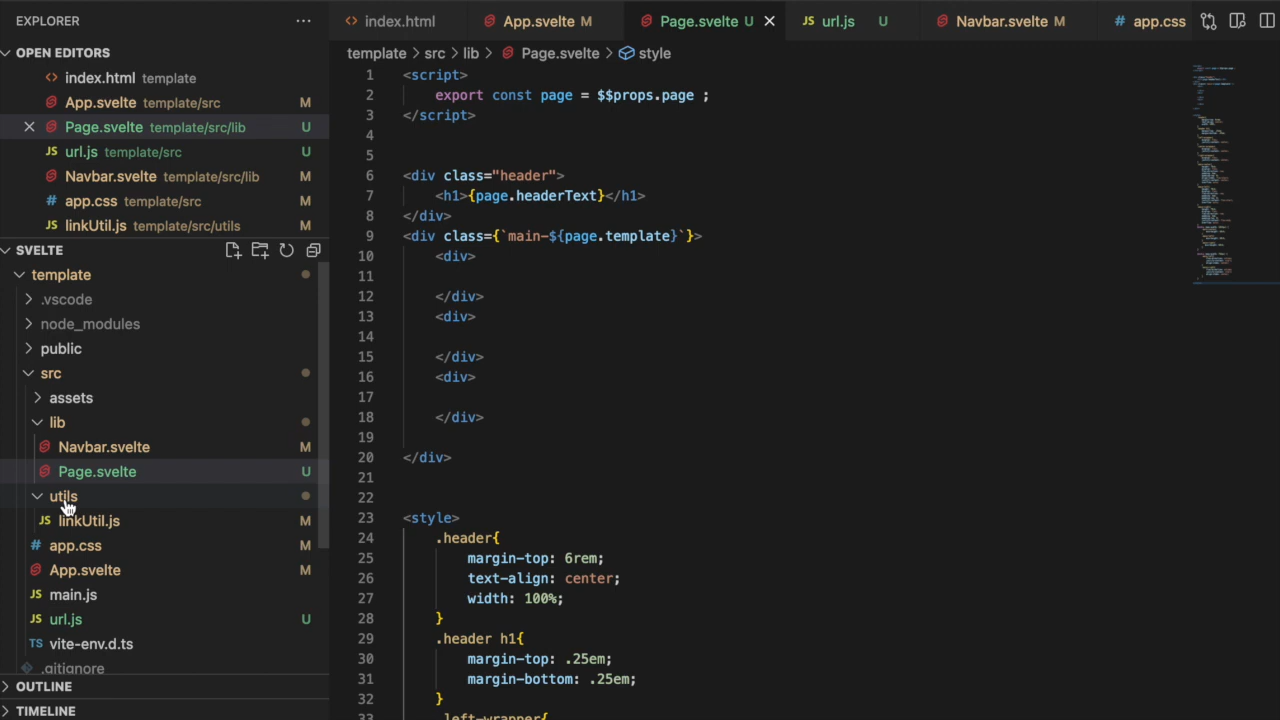 EXPLORER
OPEN EDITORS
index.html template
App.svelte template/src M
Page.svelte template/src/lib U
url.js template/src U
Navbar.svelte template/src/lib M
app.css template/src M
linkUtil.js template/src/utils M
SVELTE
template
.vscode
node_modules
public
src
assets
lib
Navbar.svelte M
Page.svelte U
utils
linkUtil.js M
app.css M
App.svelte M
main.js
url.js U
vite-env.d.ts
.gitignore
OUTLINE
TIMELINE
index.html App.svelte M Page.svelte U url.js U Navbar.svelte M app.css
template > src > lib > Page.svelte > style
1 <script>
2 export const page = $$props.page ;
3 </script>
4
5
6 <div class="header">
7 <h1>{page.headerText}</h1>
8 </div>
9 <div class={`main-${page.template}`}>
10 <div>
11
12 </div>
13 <div>
14
15 </div>
16 <div>
17
18 </div>
19
20 </div>
21
22
23 <style>
24 .header{
25 margin-top: 6rem;
26 text-align: center;
27 width: 100%;
28 }
29 .header h1{
30 margin-top: .25em;
31 margin-bottom: .25em;
32 }
33 .left-wrapper{